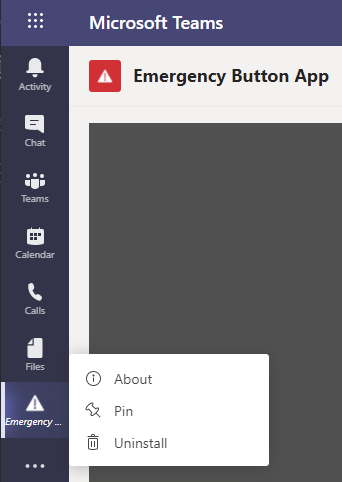 Microsoft Teams
Emergency Button App
Activity
Chat
Teams
Calendar
Calls
Files
Emergency ...
About
Pin
Uninstall